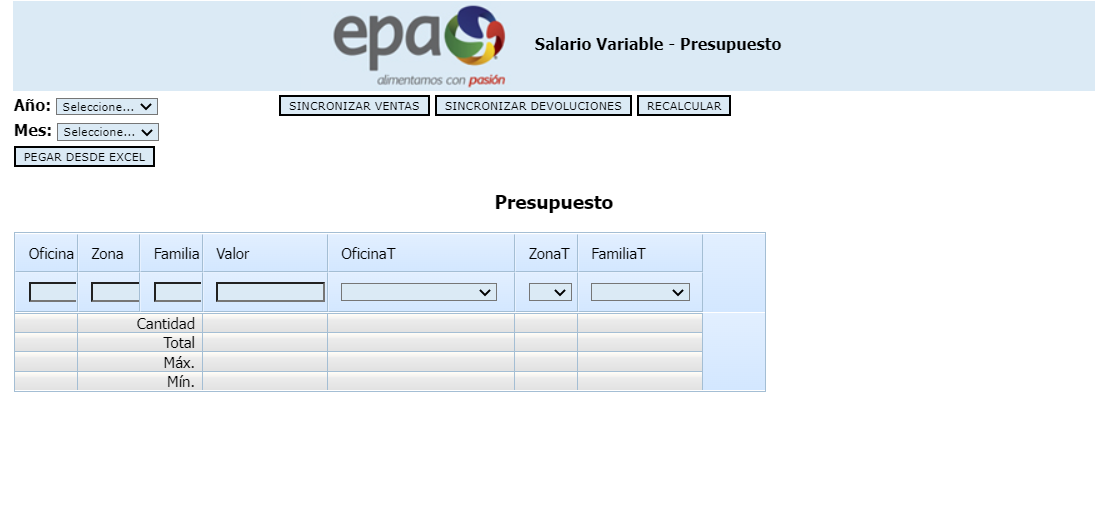 epa
alimentamos con pasión
Salario Variable - Presupuesto
Año: Seleccione... SINCRONIZAR VENTAS SINCRONIZAR DEVOLUCIONES RECALCULAR
Mes: Seleccione...
PEGAR DESDE EXCEL
Presupuesto
Oficina Zona Familia Valor OficinaT ZonaT FamiliaT
Cantidad
Total
Máx.
Mín.